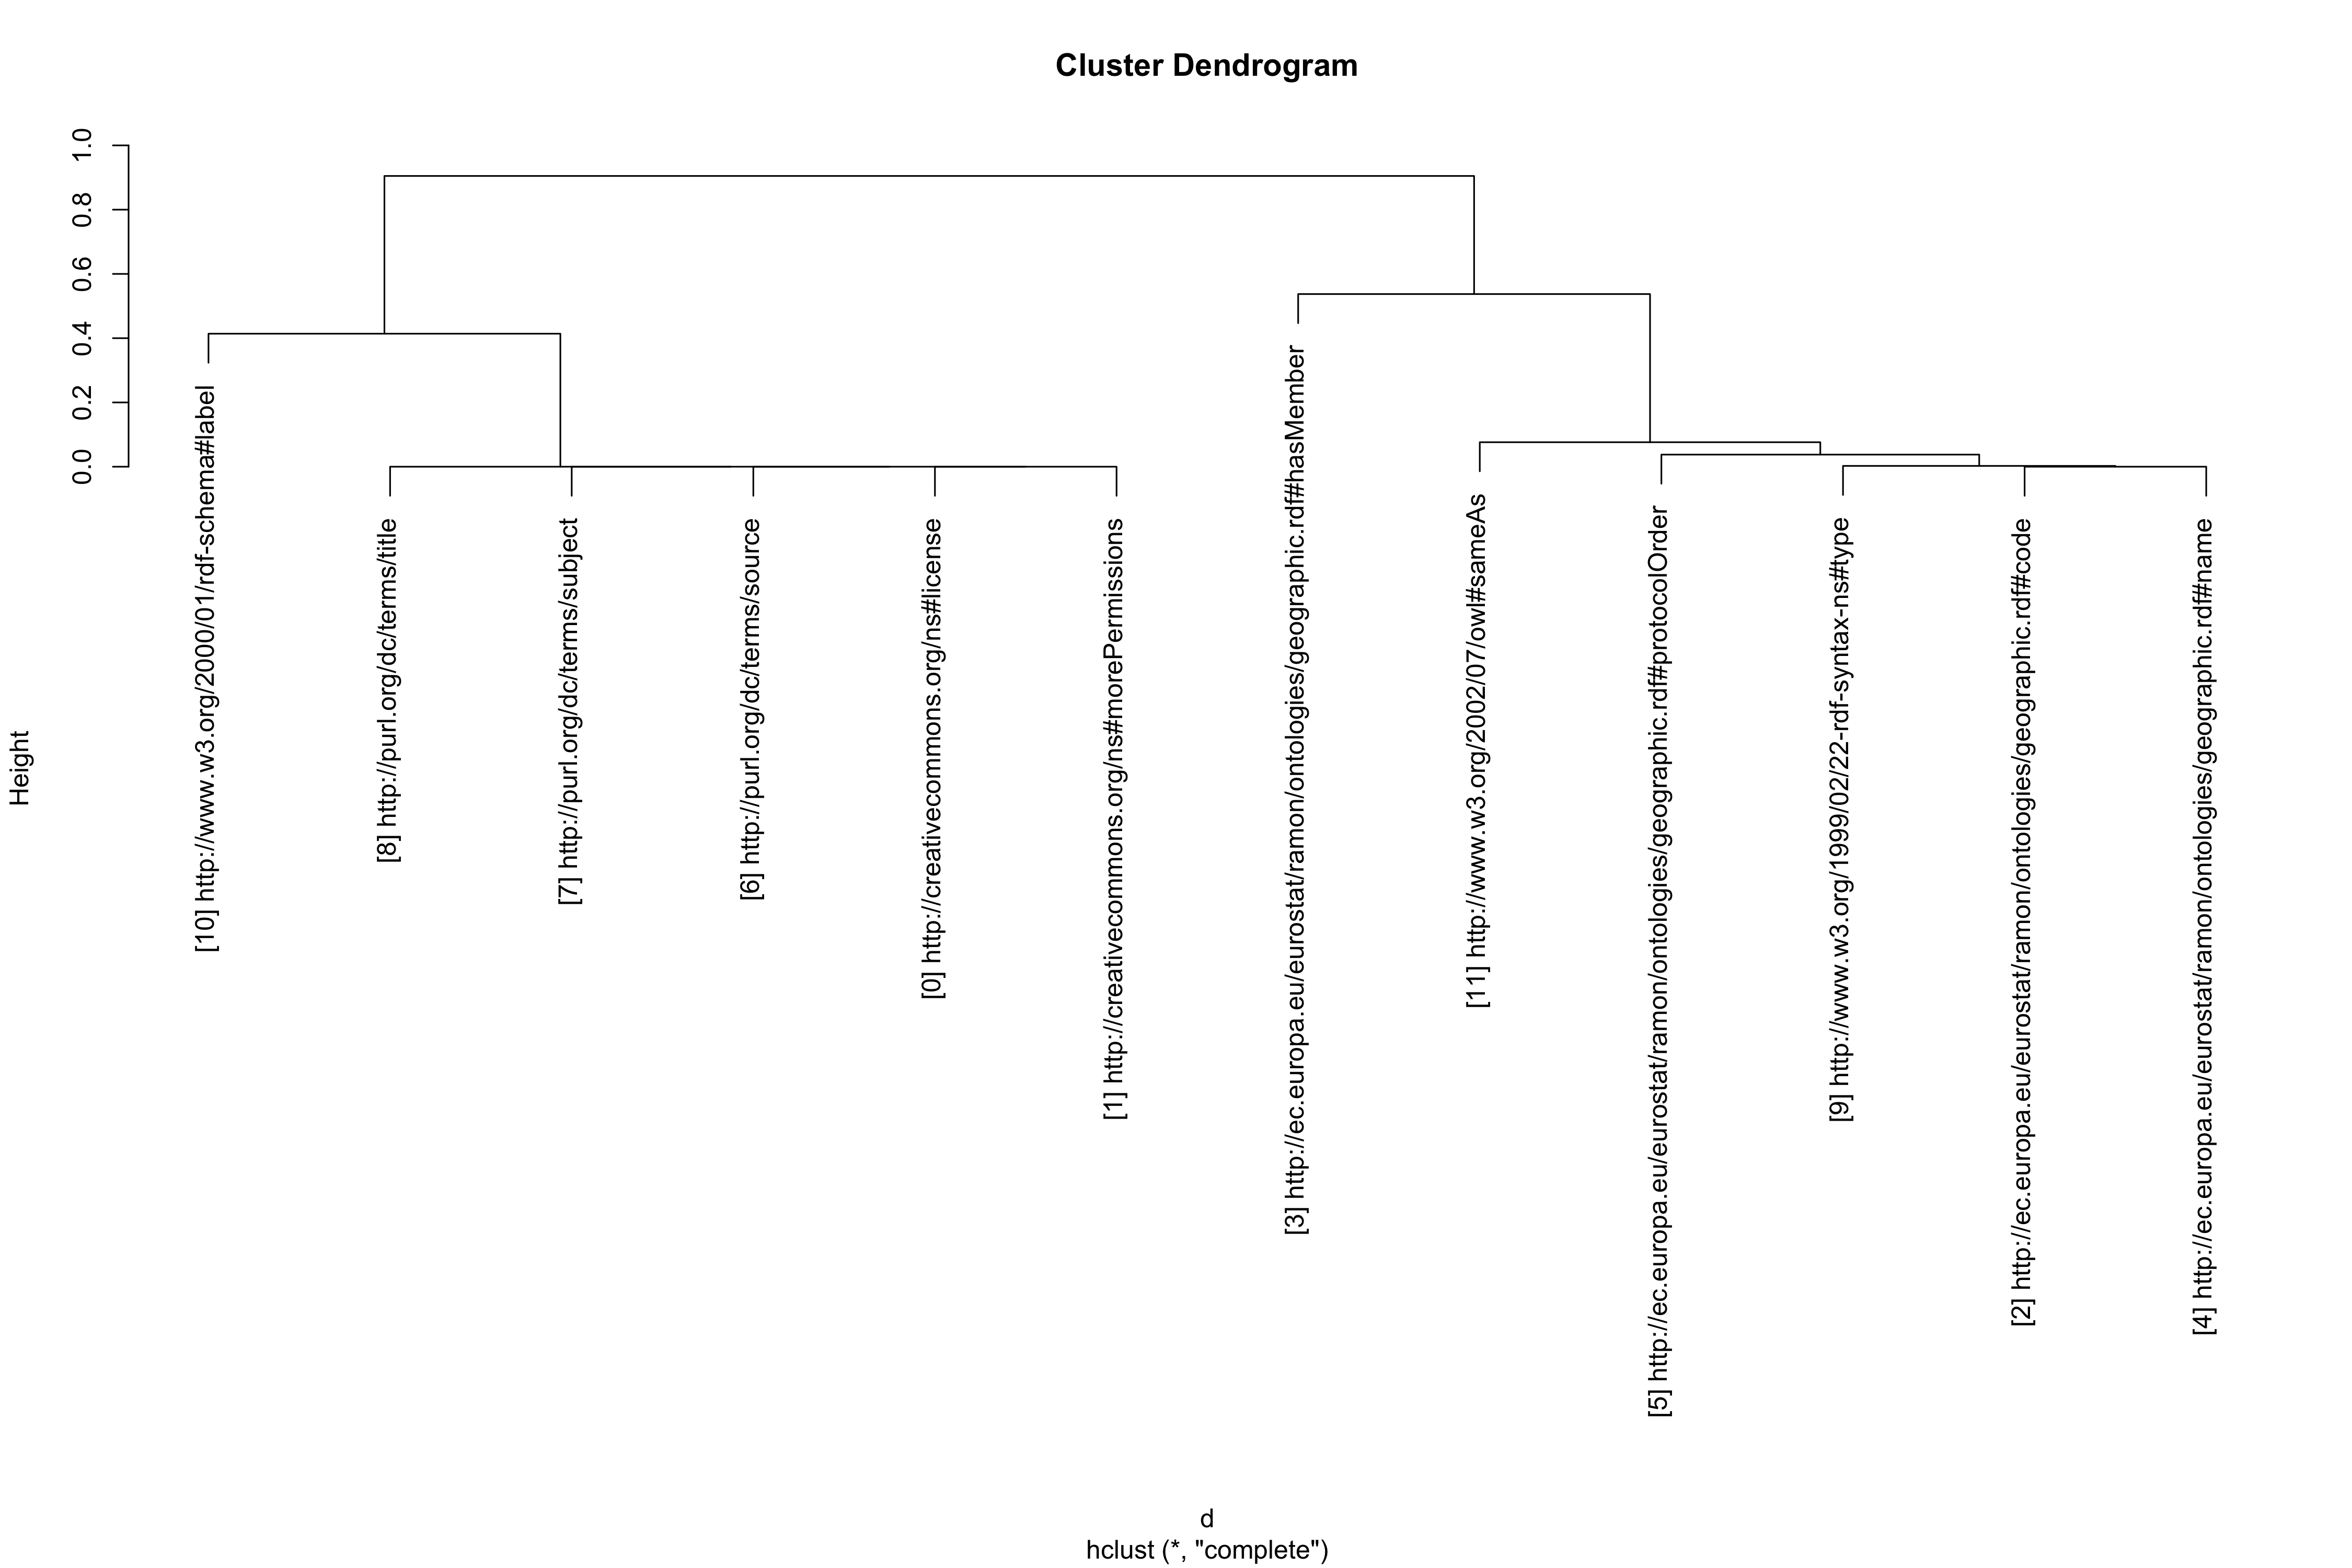 Cluster Dendrogram
Height
1.0
0.8
0.6
0.4
0.2
0.0
[10] http://www.w3.org/2000/01/rdf-schema#label
[8] http://purl.org/dc/terms/title
[7] http://purl.org/dc/terms/subject
[6] http://purl.org/dc/terms/source
[0] http://creativecommons.org/ns#license
[1] http://creativecommons.org/ns#morePermissions
[3] http://ec.europa.eu/eurostat/ramon/ontologies/geographic.rdf#hasMember
[11] http://www.w3.org/2002/07/owl#sameAs
[5] http://ec.europa.eu/eurostat/ramon/ontologies/geographic.rdf#protocolOrder
[9] http://www.w3.org/1999/02/22-rdf-syntax-ns#type
[2] http://ec.europa.eu/eurostat/ramon/ontologies/geographic.rdf#code
[4] http://ec.europa.eu/eurostat/ramon/ontologies/geographic.rdf#name
d
hclust (*, "complete")